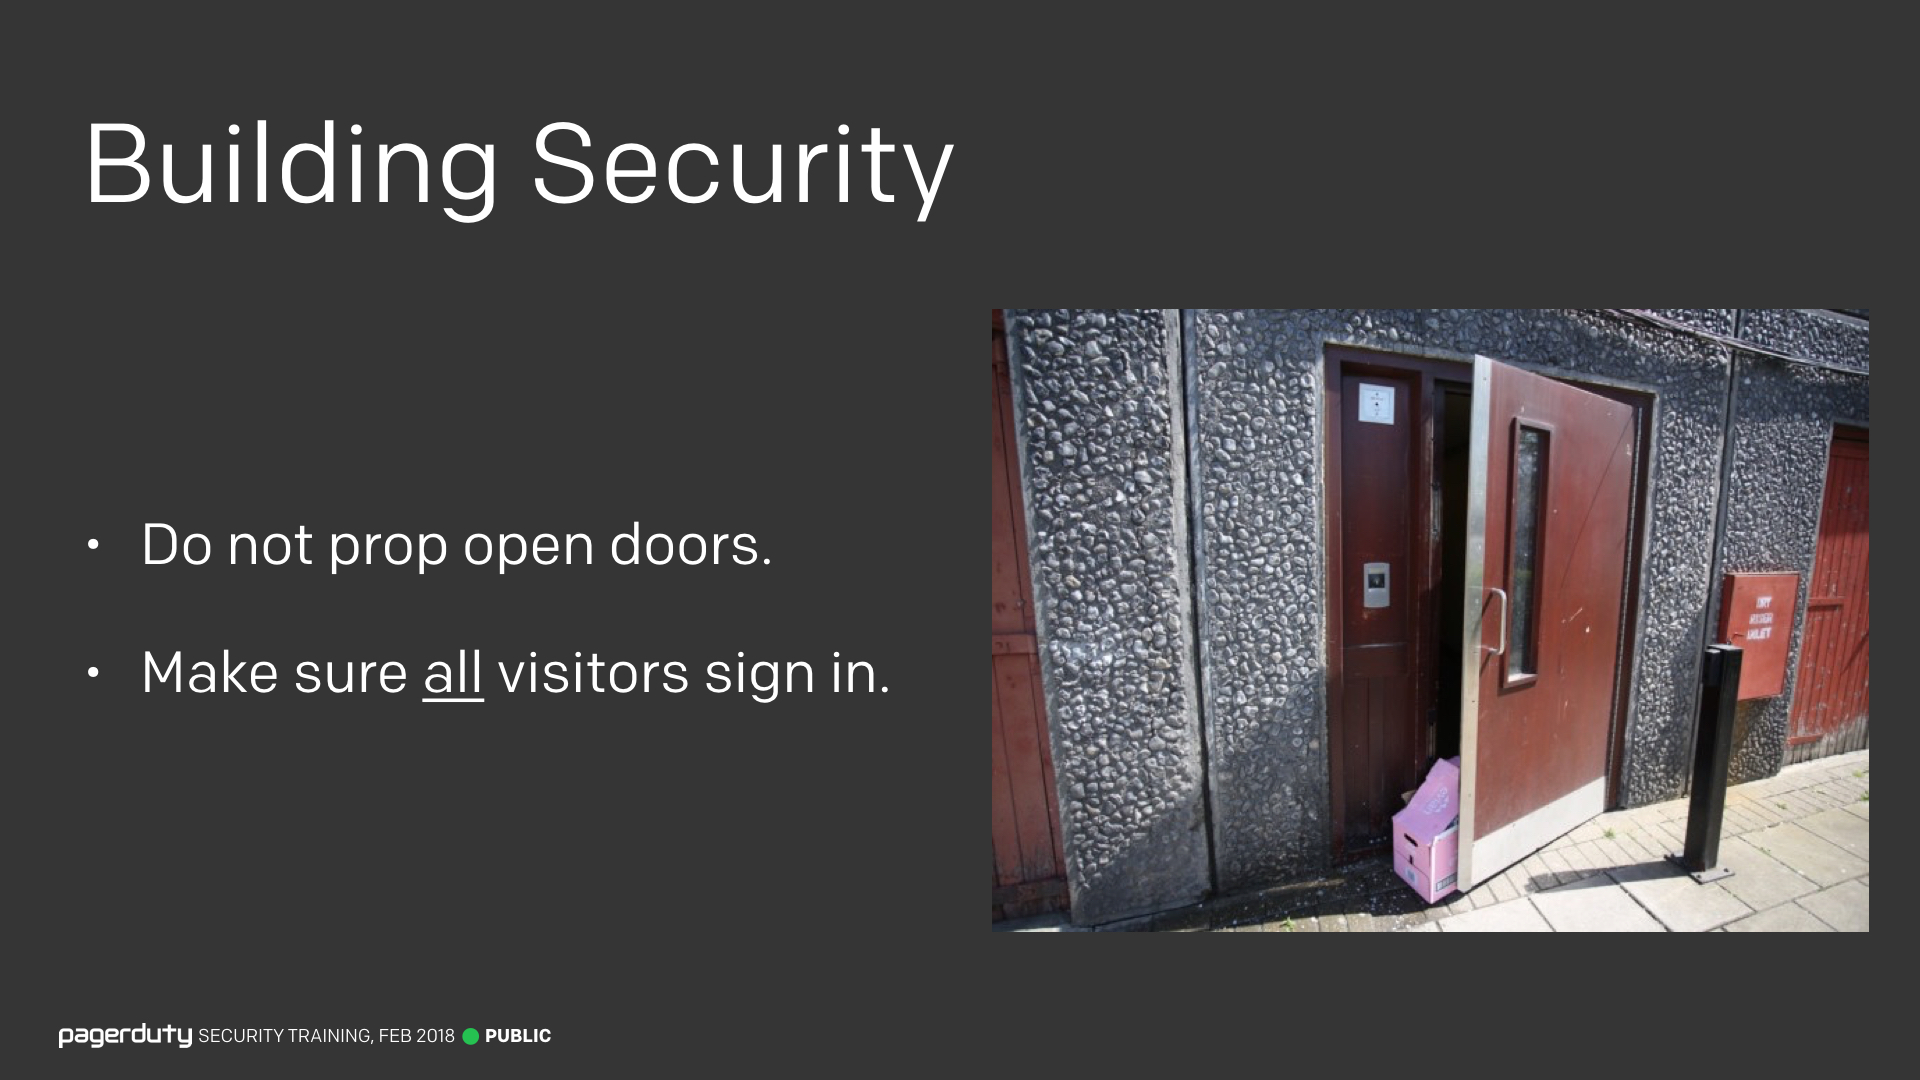 Building Security
• Do not prop open doors.
• Make sure all visitors sign in.
DRY
INLET
pagerduty SECURITY TRAINING, FEB 2018 PUBLIC